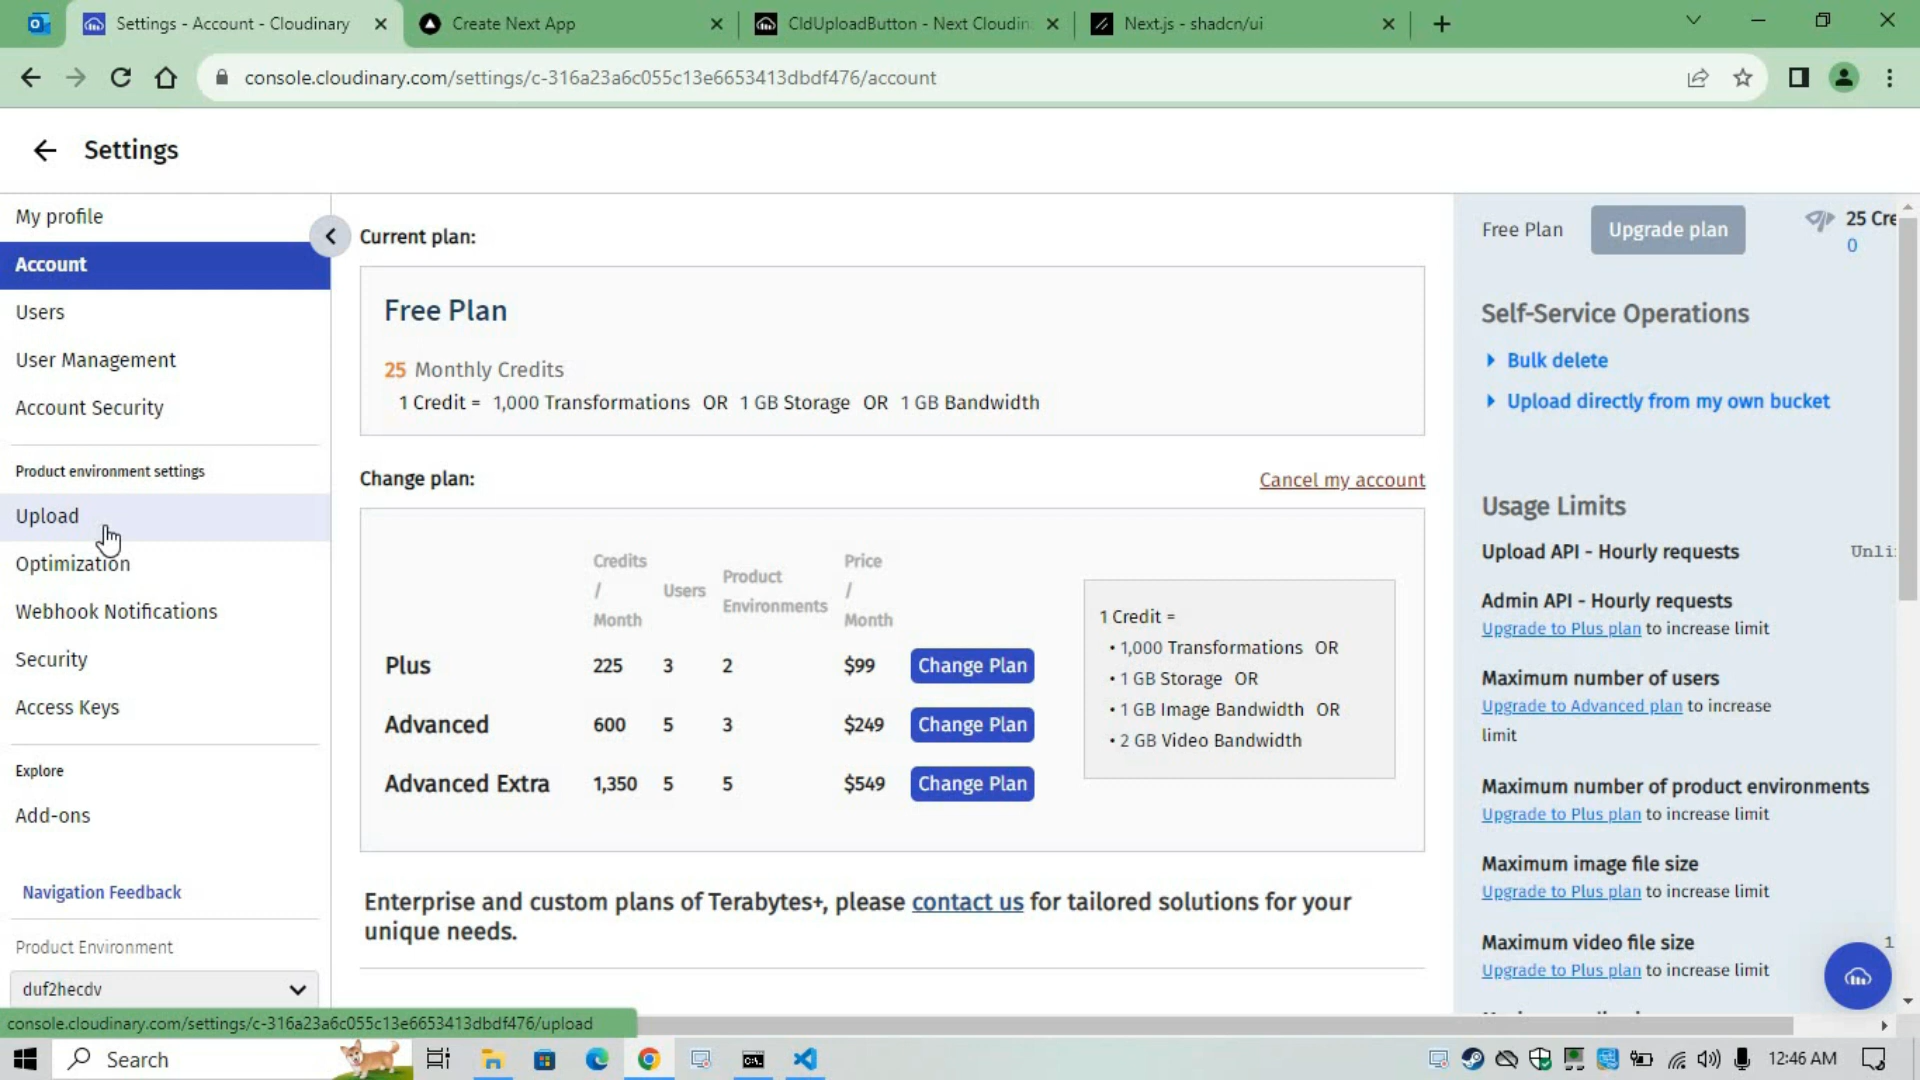 Settings - Account - Cloudinary
Create Next App
CldUploadButton - Next Cloudin
Next.js - shadcn/ui
console.cloudinary.com/settings/c-316a23a6c055c13e6653413dbdf476/account
Settings
My profile
Account
Users
User Management
Account Security
Product environment settings
Upload
Optimization
Webhook Notifications
Security
Access Keys
Explore
Add-ons
Navigation Feedback
Product Environment
duf2hecdv
console.cloudinary.com/settings/c-316a23a6c055c13e6653413dbdf476/upload
Current plan:
Free Plan
25 Monthly Credits
1 Credit = 1,000 Transformations OR 1 GB Storage OR 1 GB Bandwidth
Change plan:
Cancel my account
Credits / Month Users Product Environments Price / Month
Plus 225 3 2 $99 Change Plan
Advanced 600 5 3 $249 Change Plan
Advanced Extra 1,350 5 5 $549 Change Plan
1 Credit =
• 1,000 Transformations OR
• 1 GB Storage OR
• 1 GB Image Bandwidth OR
• 2 GB Video Bandwidth
Enterprise and custom plans of Terabytes+, please contact us for tailored solutions for your
unique needs.
Free Plan Upgrade plan 25 Cre
0
Self-Service Operations
Bulk delete
Upload directly from my own bucket
Usage Limits
Upload API - Hourly requests Unli
Admin API - Hourly requests
Upgrade to Plus plan to increase limit
Maximum number of users
Upgrade to Advanced plan to increase
limit
Maximum number of product environments
Upgrade to Plus plan to increase limit
Maximum image file size
Upgrade to Plus plan to increase limit
Maximum video file size 1
Upgrade to Plus plan to increase limit
Search
12:46 AM